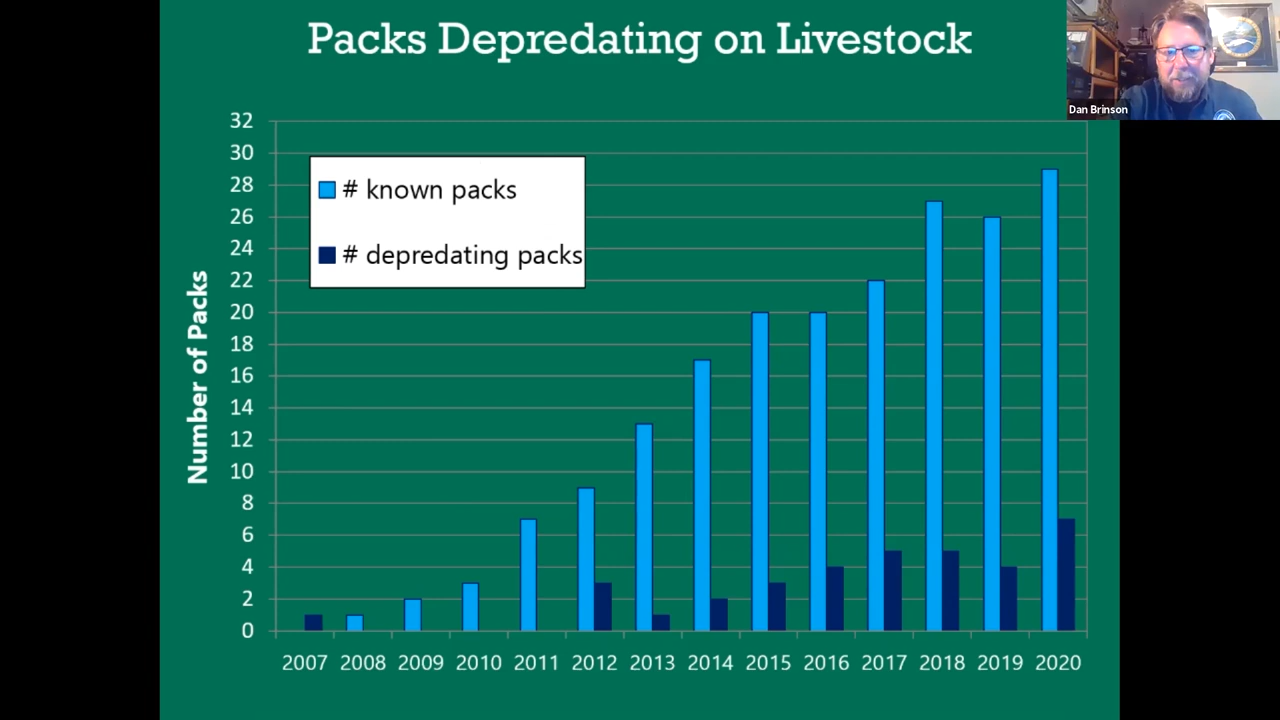 Packs Depredating on Livestock
Dan Brinson
32
30
28
26
24
22
20
18
16
14
12
10
8
6
4
2
0
Number of Packs
# known packs
# depredating packs
2007 2008 2009 2010 2011 2012 2013 2014 2015 2016 2017 2018 2019 2020